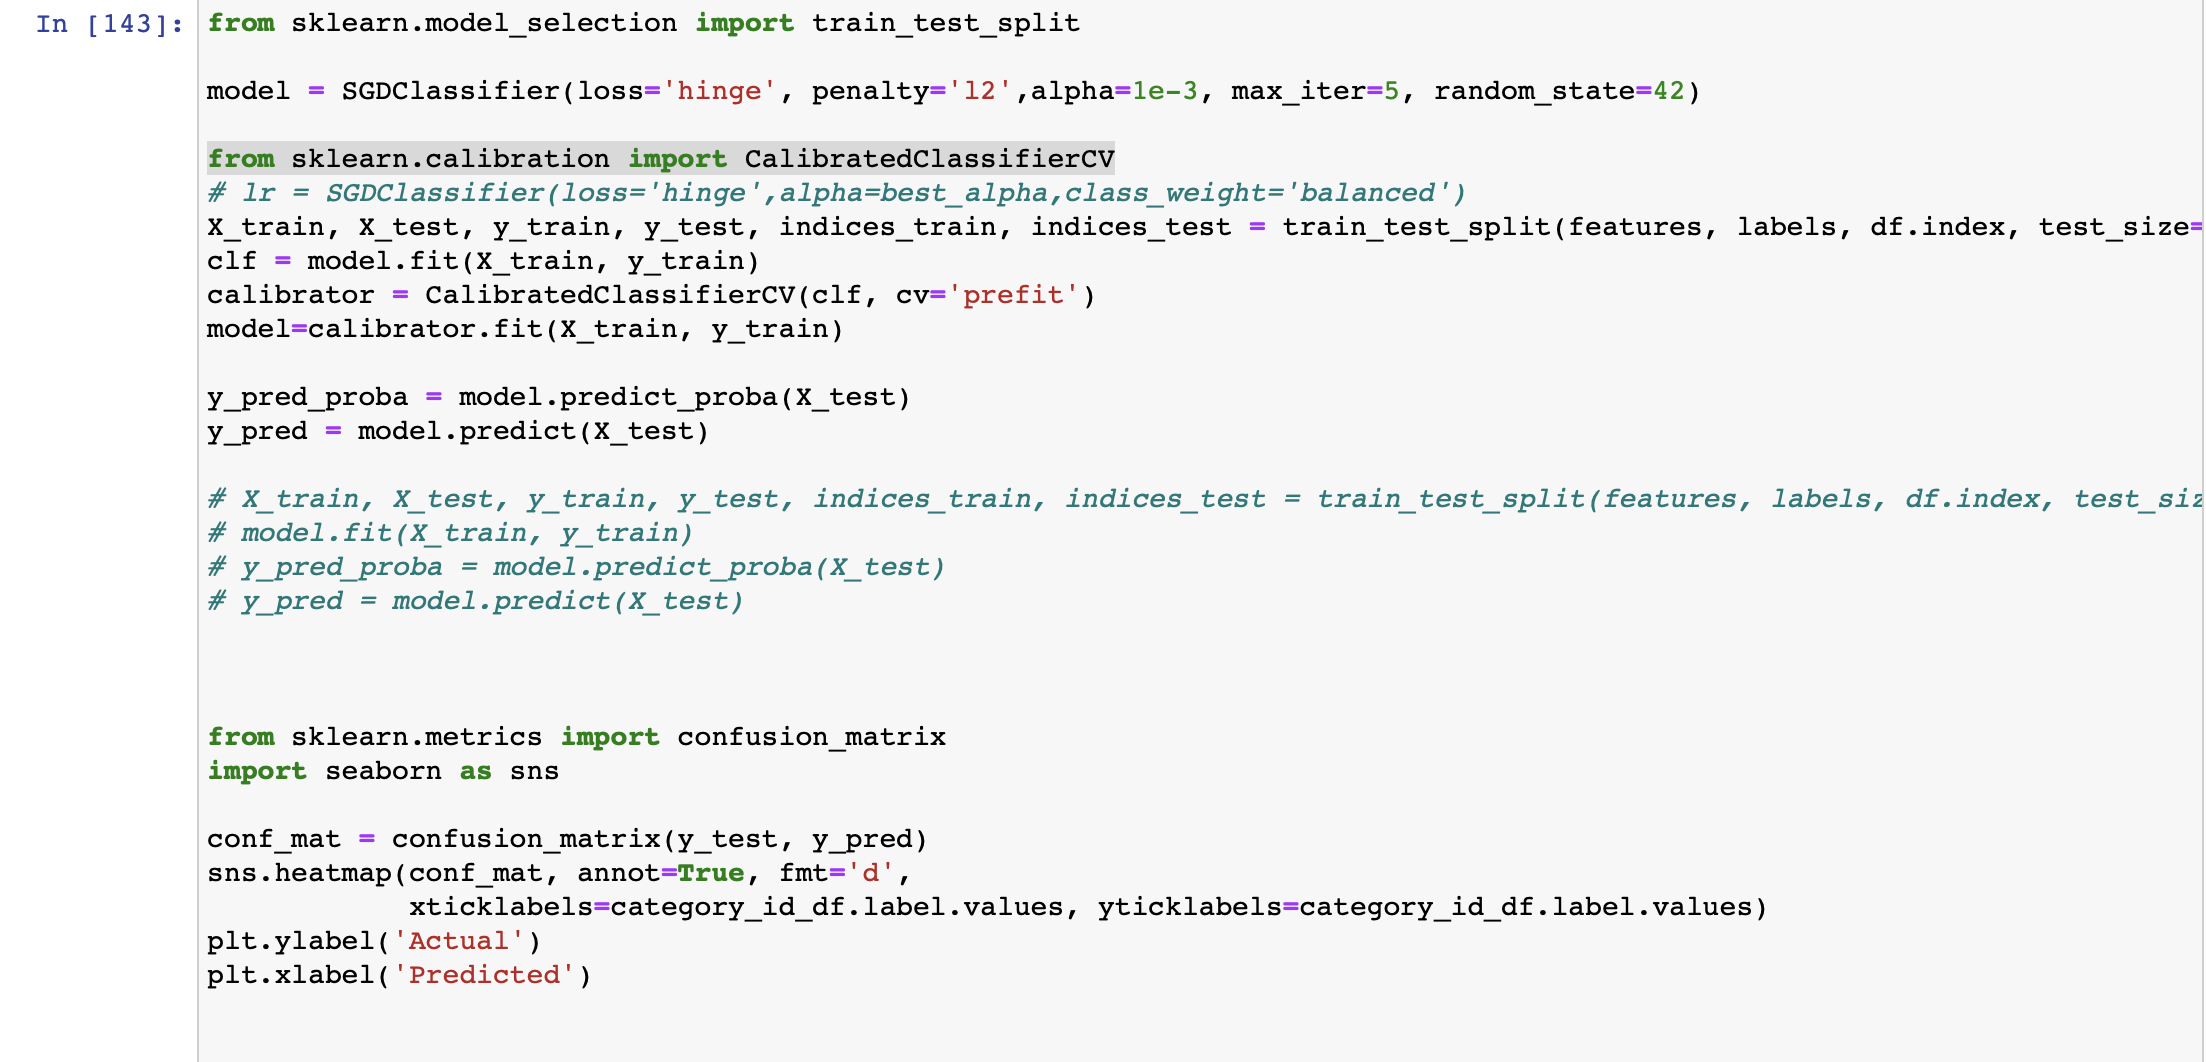 In [143]: from sklearn.model_selection import train_test_split
model = SGDClassifier(loss='hinge', penalty='l2',alpha=1e-3, max_iter=5, random_state=42)
from sklearn.calibration import CalibratedClassifierCV
# lr = SGDClassifier(loss='hinge',alpha=best_alpha,class_weight='balanced')
X_train, X_test, y_train, y_test, indices_train, indices_test = train_test_split(features, labels, df.index, test_size=
clf = model.fit(X_train, y_train)
calibrator = CalibratedClassifierCV(clf, cv='prefit')
model=calibrator.fit(X_train, y_train)
y_pred_proba = model.predict_proba(X_test)
y_pred = model.predict(X_test)
# X_train, X_test, y_train, y_test, indices_train, indices_test = train_test_split(features, labels, df.index, test_siz
# model.fit(X_train, y_train)
# y_pred_proba = model.predict_proba(X_test)
# y_pred = model.predict(X_test)
from sklearn.metrics import confusion_matrix
import seaborn as sns
conf_mat = confusion_matrix(y_test, y_pred)
sns.heatmap(conf_mat, annot=True, fmt='d',
            xticklabels=category_id_df.label.values, yticklabels=category_id_df.label.values)
plt.ylabel('Actual')
plt.xlabel('Predicted')